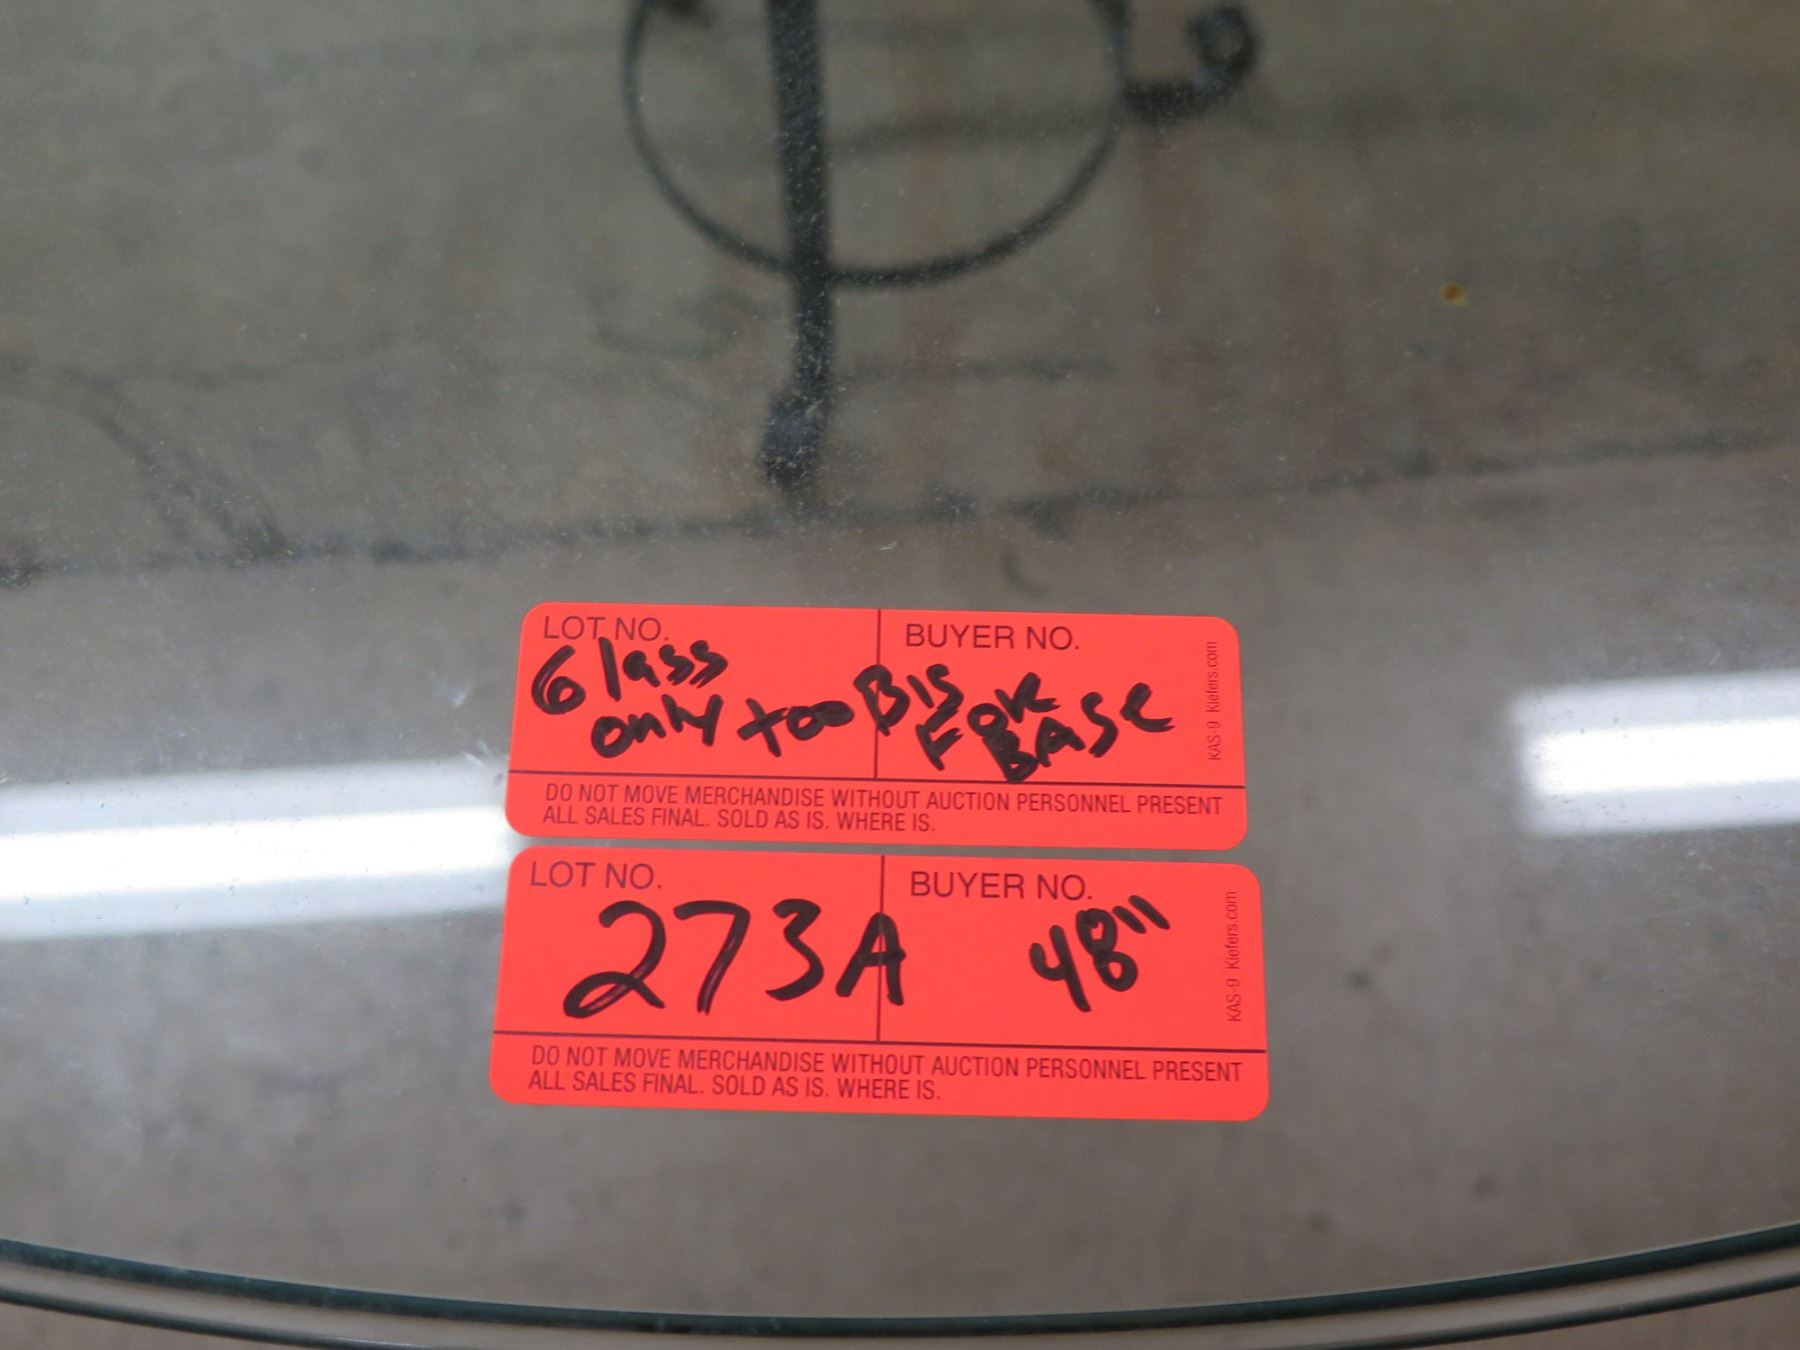 LOT NO.
BUYER NO.
Glass
only too BIG
FOR
BASE
KAS-9 Kiefers.com
DO NOT MOVE MERCHANDISE WITHOUT AUCTION PERSONNEL PRESENT
ALL SALES FINAL. SOLD AS IS. WHERE IS.
LOT NO.
BUYER NO.
273A
48"
KAS-9 Kiefers.com
DO NOT MOVE MERCHANDISE WITHOUT AUCTION PERSONNEL PRESENT
ALL SALES FINAL. SOLD AS IS. WHERE IS.